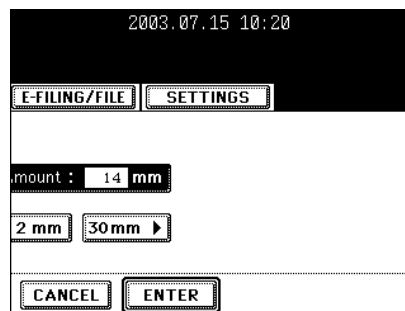 2003.07.15 10:20
E-FILING/FILE SETTINGS
mount : 14 mm
2 mm 30mm
CANCEL ENTER